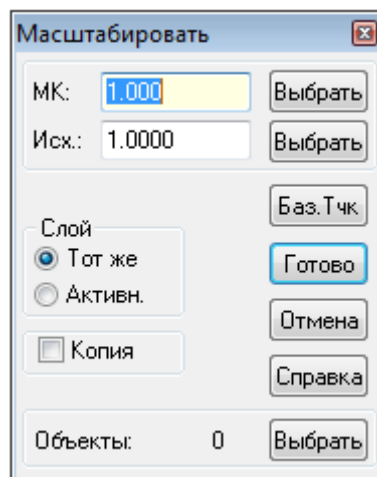 Масштабировать
МК: 1.000 Выбрать
Исх.: 1.0000 Выбрать
Баз.Тчк
Слой
Тот же
Готово
Активн.
Отмена
Копия
Справка
Объекты: 0 Выбрать